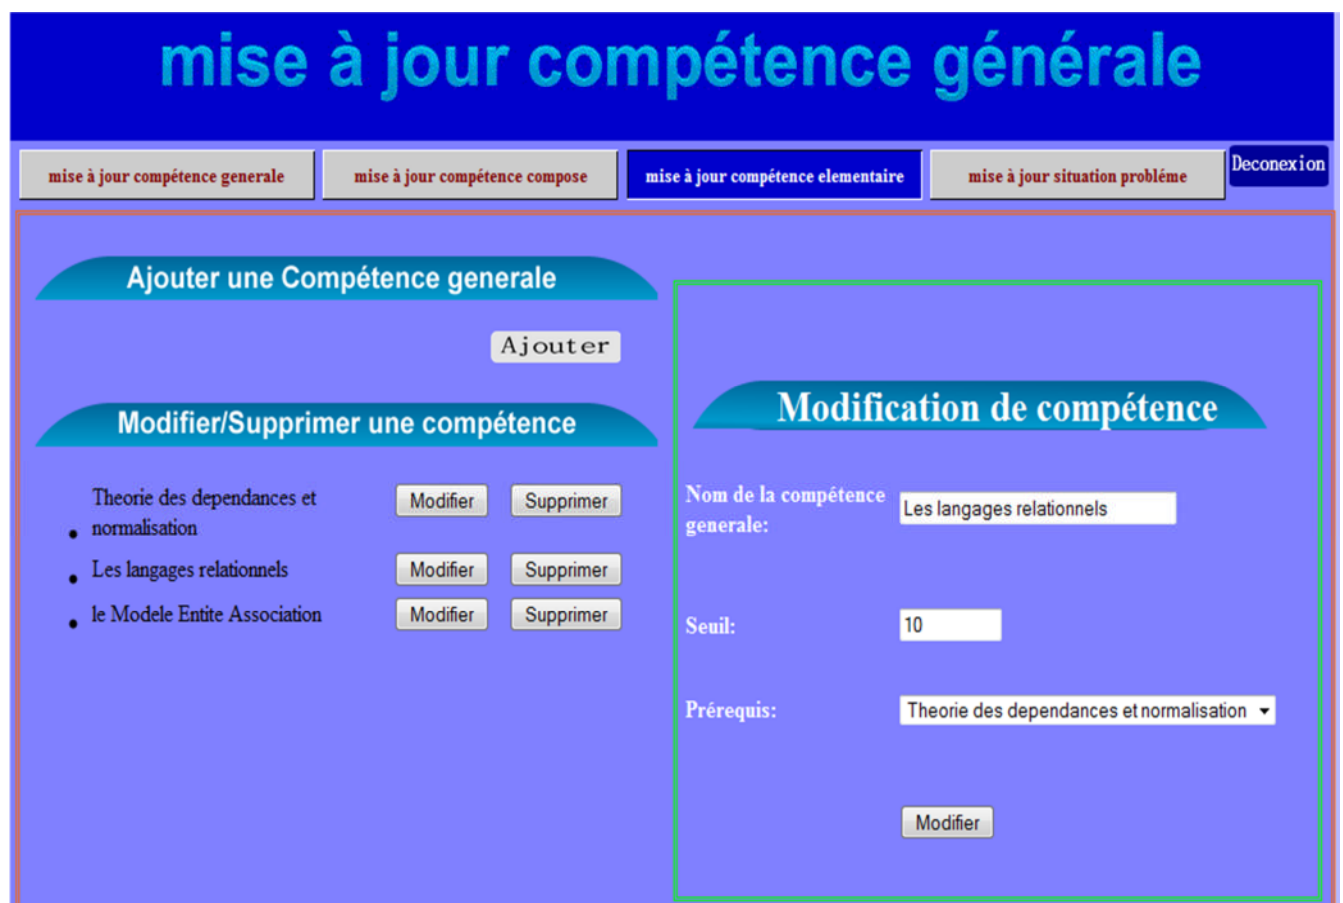 mise à jour compétence générale
mise à jour compétence generale
mise à jour compétence compose
mise à jour compétence elementaire
mise à jour situation probléme
Deconexion
Ajouter une Compétence generale
Ajouter
Modifier/Supprimer une compétence
Theorie des dependances et
normalisation
Modifier
Supprimer
Les langages relationnels
Modifier
Supprimer
le Modele Entite Association
Modifier
Supprimer
Modification de compétence
Nom de la compétence
generale:
Les langages relationnels
Seuil:
10
Prérequis:
Theorie des dependances et normalisation
Modifier